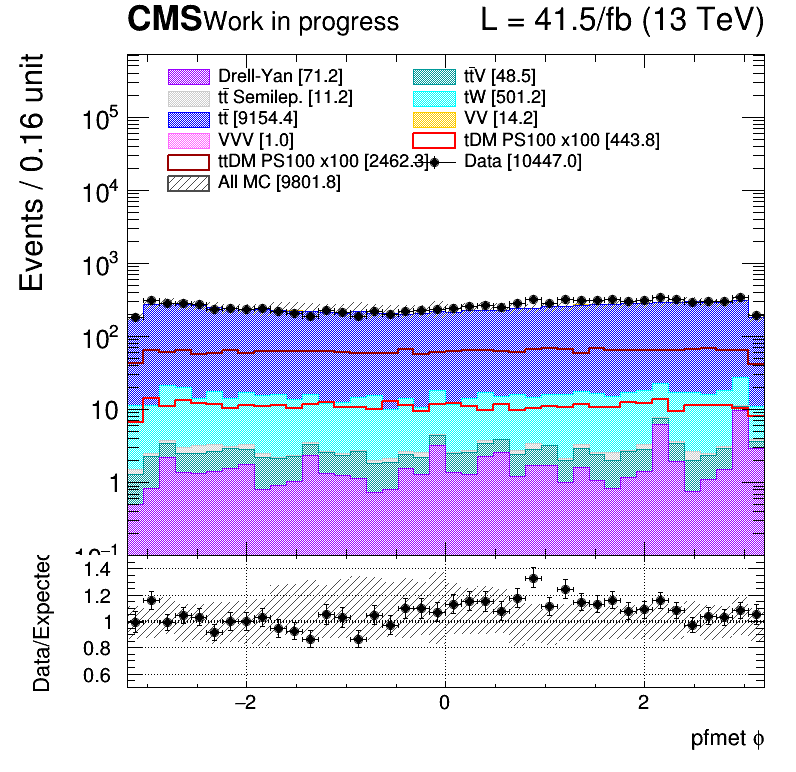 CMS Work in progress L = 41.5/fb (13 TeV)
Events / 0.16 unit
Drell-Yan [71.2] tt̄V [48.5]
tt̄ Semilep. [11.2] tW [501.2]
tt̄ [9154.4] VV [14.2]
VVV [1.0] tDM PS100 x100 [443.8]
ttDM PS100 x100 [2462.3] Data [10447.0]
All MC [9801.8]
10⁵
10⁴
10³
10²
10
1
10⁻¹
Data/Expected
1.4
1.2
1
0.8
0.6
−2 0 2
pfmet ϕ